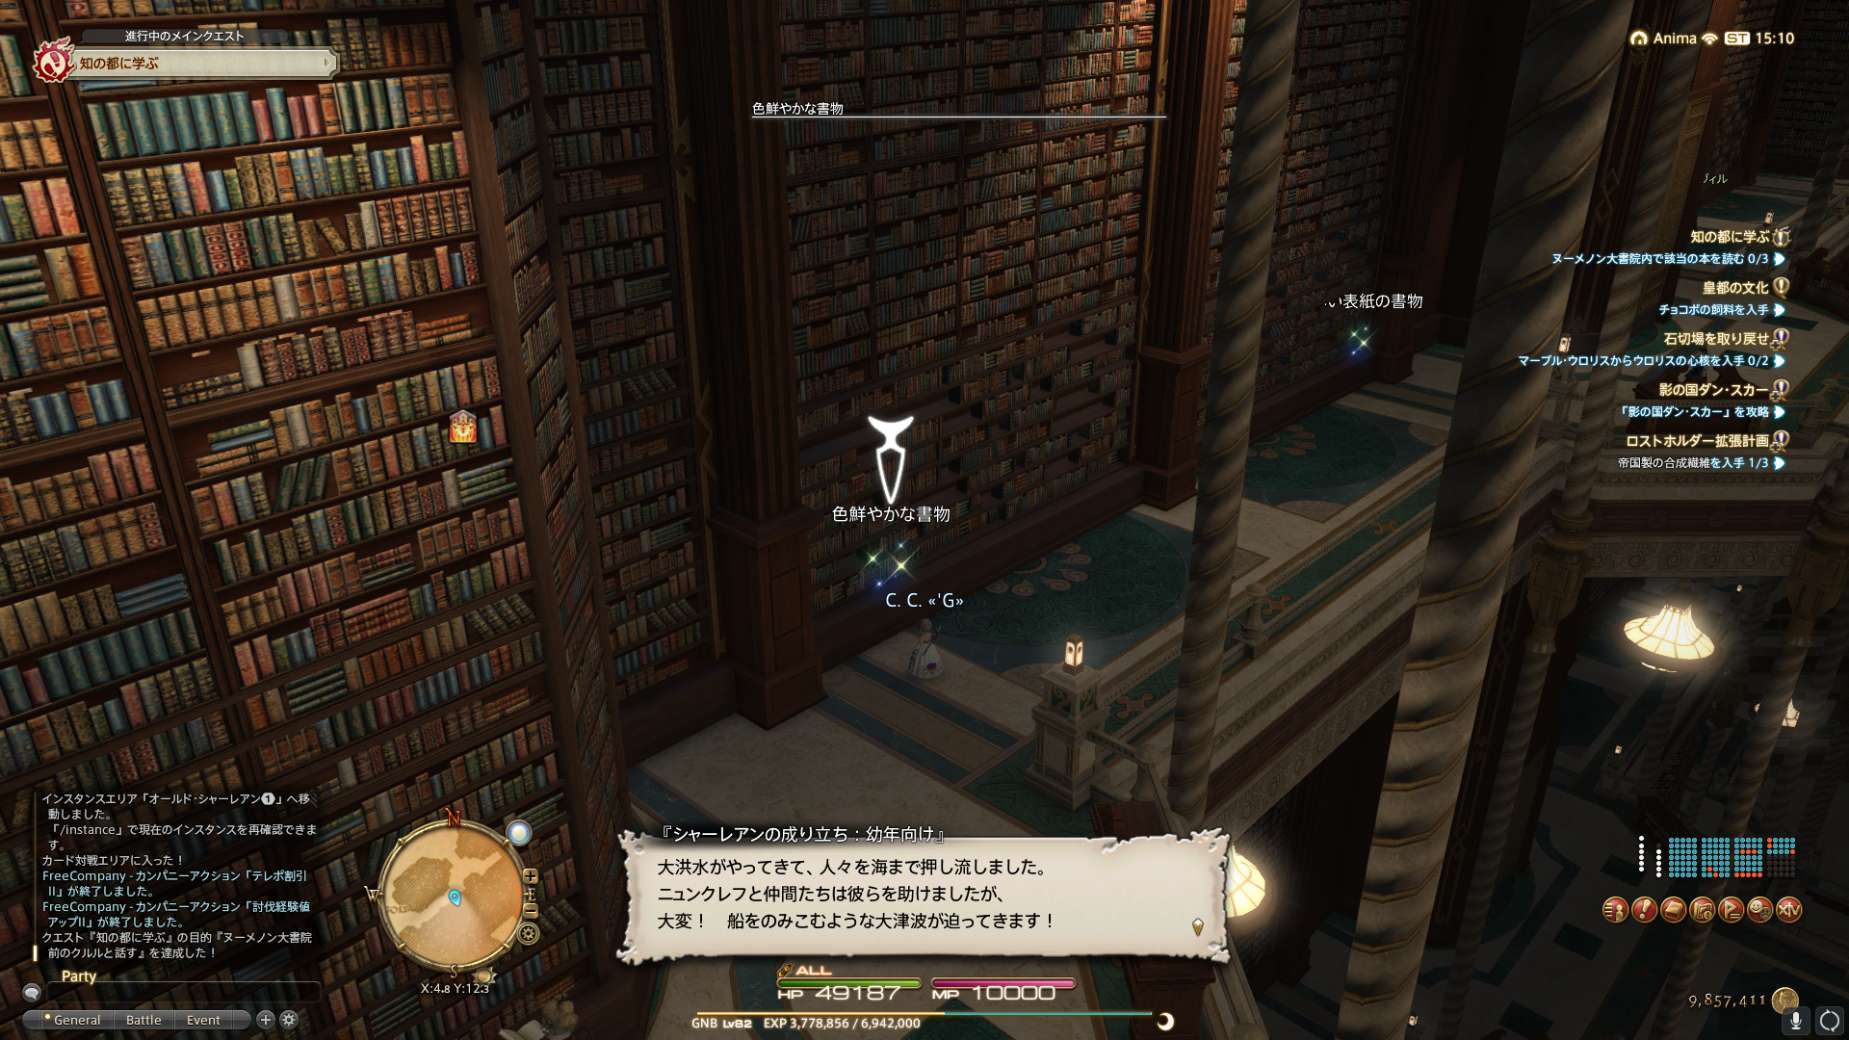 進行中のメインクエスト
知の都に学ぶ
Anima ST 15:10
色鮮やかな書物
知の都に学ぶ
ヌーメノン大書院内で該当の本を読む 0/3
皇都の文化
チョコボの飼料を入手
石切場を取り戻せ
マーブル・ウロリスからウロリスの心核を入手 0/2
影の国ダン・スカー
「影の国ダン・スカー」を攻略
ロストホルダー拡張計画
帝国製の合成繊維を入手 1/3
い表紙の書物
色鮮やかな書物
C. C. «'G»
インスタンスエリア「オールド・シャーレアン❶」へ移
動しました。
「/instance」で現在のインスタンスを再確認できま
す。
カード対戦エリアに入った！
FreeCompany - カンパニーアクション「テレポ割引
II」が終了しました。
FreeCompany - カンパニーアクション「討伐経験値
アップII」が終了しました。
クエスト『知の都に学ぶ』の目的『ヌーメノン大書院
前のクルルと話す』を達成した！
Party
General Battle Event
N
W
E
S
X:4.8 Y:12.3
『シャーレアンの成り立ち：幼年向け』
大洪水がやってきて、人々を海まで押し流しました。
ニュンクレフと仲間たちは彼らを助けましたが、
大変！　船をのみこむような大津波が迫ってきます！
ALL
HP 49187 MP 10000
GNB Lv82 EXP 3,778,856 / 6,942,000
XIV
9,857,411